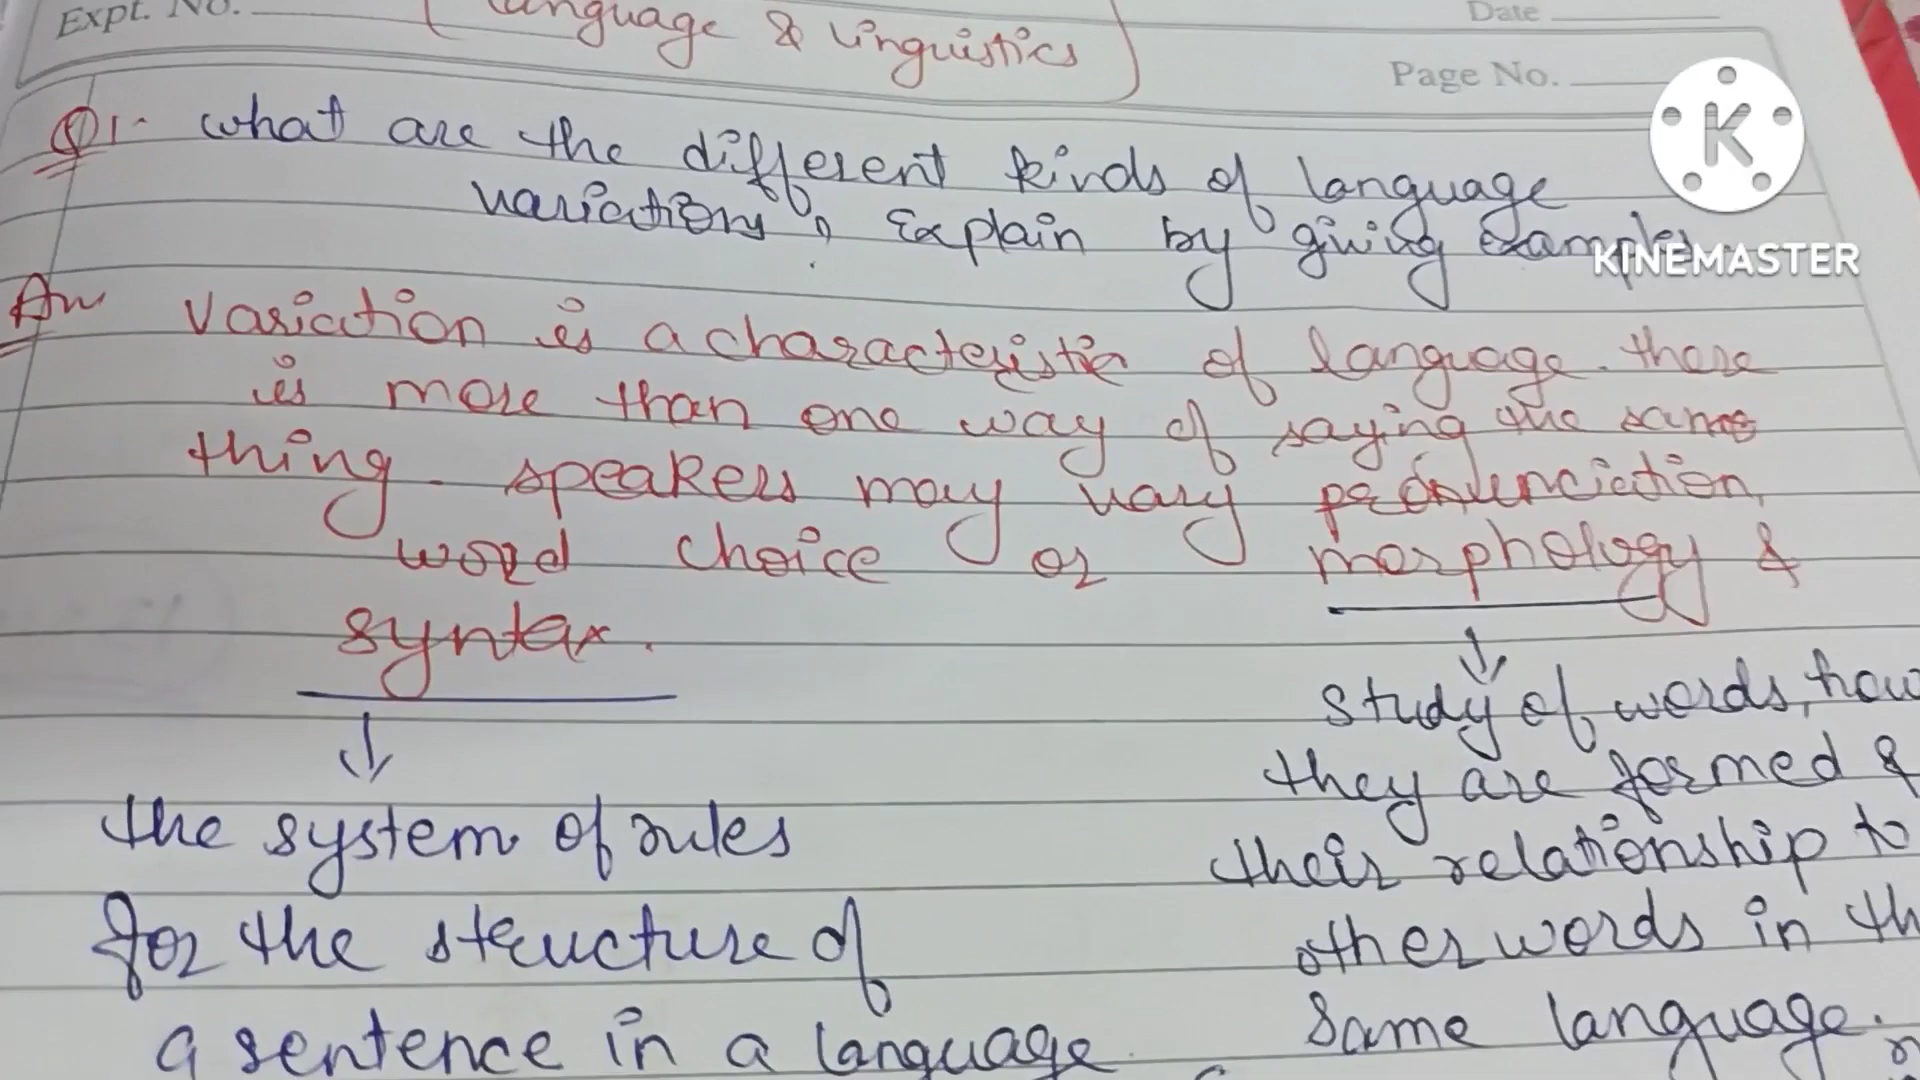 Expt. No.
Date
(Language & Linguistics)
Page No.
Q1. What are the different kinds of language
variation, Explain by giving examples
KINEMASTER
Ans Variation is a characteristic of language. there
is more than one way of saying the same
thing. speakers may vary pronunciation,
word choice or morphology &
syntax.
Study of words, how
they are formed &
their relationship to
other words in th
same language.
the system of rules
for the structure of
a sentence in a language.